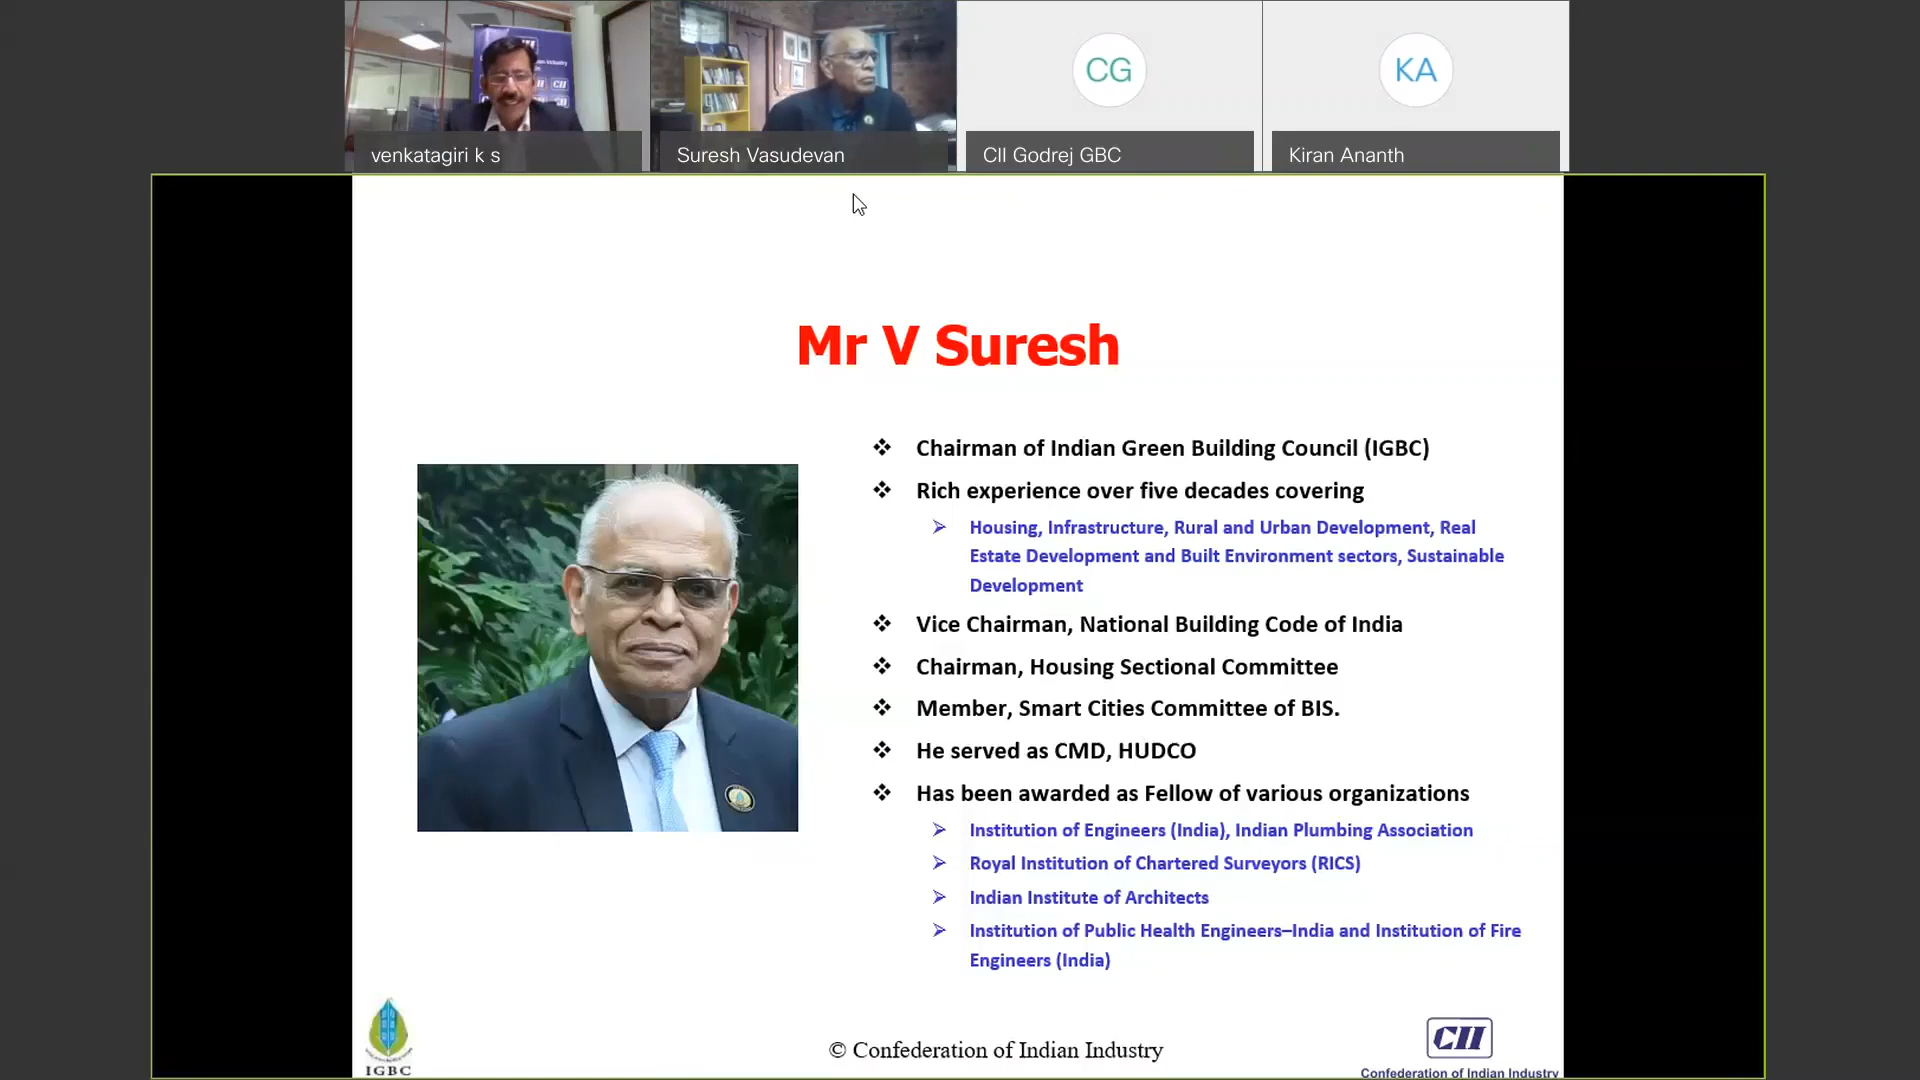 CII
CG
KA
venkatagiri k s
Suresh Vasudevan
CII Godrej GBC
Kiran Ananth
Mr V Suresh
❖ Chairman of Indian Green Building Council (IGBC)
❖ Rich experience over five decades covering
➢ Housing, Infrastructure, Rural and Urban Development, Real
Estate Development and Built Environment sectors, Sustainable
Development
❖ Vice Chairman, National Building Code of India
❖ Chairman, Housing Sectional Committee
❖ Member, Smart Cities Committee of BIS.
❖ He served as CMD, HUDCO
❖ Has been awarded as Fellow of various organizations
➢ Institution of Engineers (India), Indian Plumbing Association
➢ Royal Institution of Chartered Surveyors (RICS)
➢ Indian Institute of Architects
➢ Institution of Public Health Engineers–India and Institution of Fire
Engineers (India)
IGBC
© Confederation of Indian Industry
CII
Confederation of Indian Industry